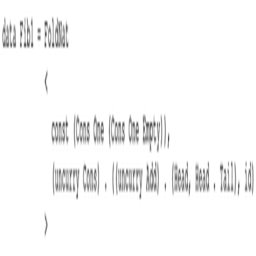 data Fib1 = FoldNat
<
const (Cons One (Cons One Empty)),
(uncurry Cons) . ((uncurry Add) . (Head, Head . Tail), id)
>